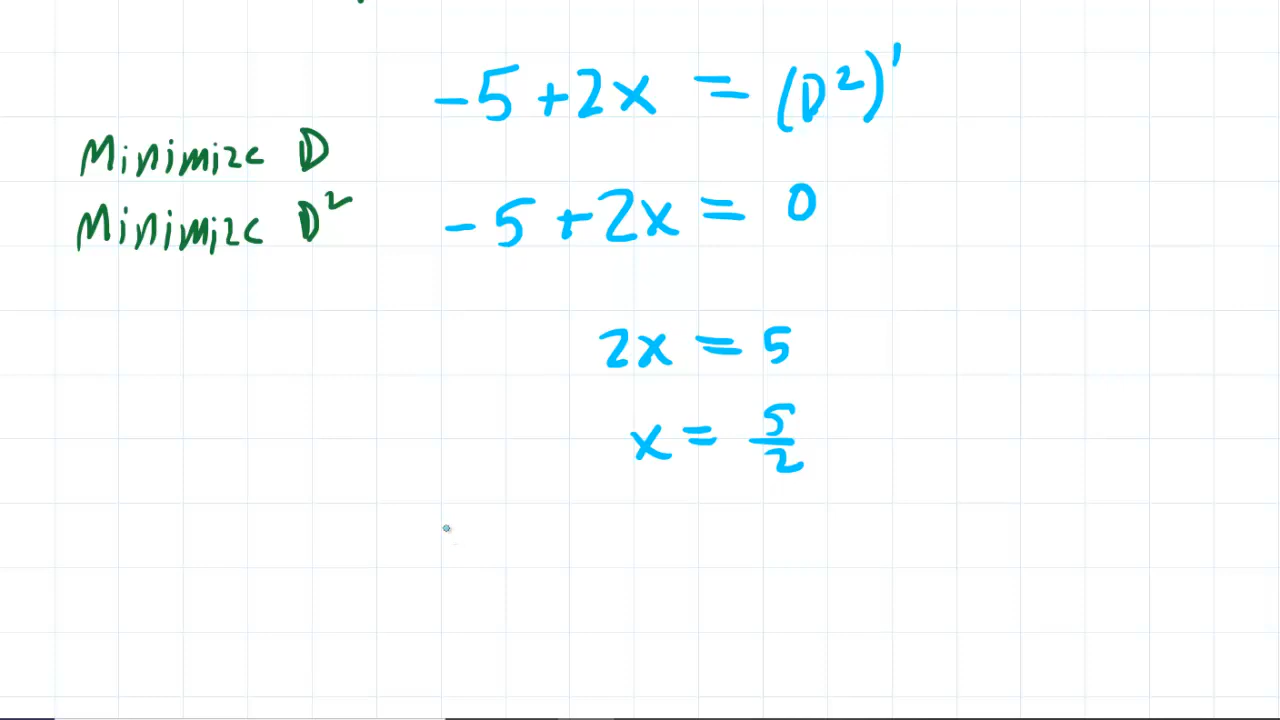 -5 + 2x = (D²)'
Minimize D
-5 + 2x = 0
Minimize D²
2x = 5
x = 5/2